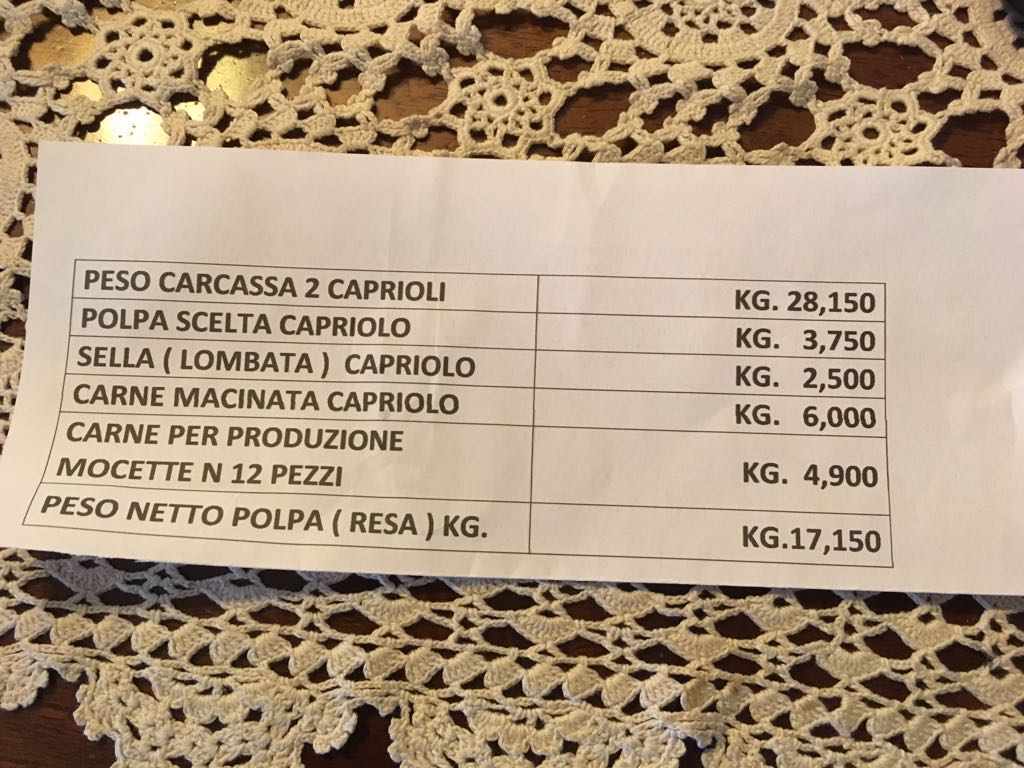 PESO CARCASSA 2 CAPRIOLI KG. 28,150
POLPA SCELTA CAPRIOLO KG. 3,750
SELLA ( LOMBATA ) CAPRIOLO KG. 2,500
CARNE MACINATA CAPRIOLO KG. 6,000
CARNE PER PRODUZIONE
MOCETTE N 12 PEZZI KG. 4,900
PESO NETTO POLPA ( RESA ) KG. KG.17,150